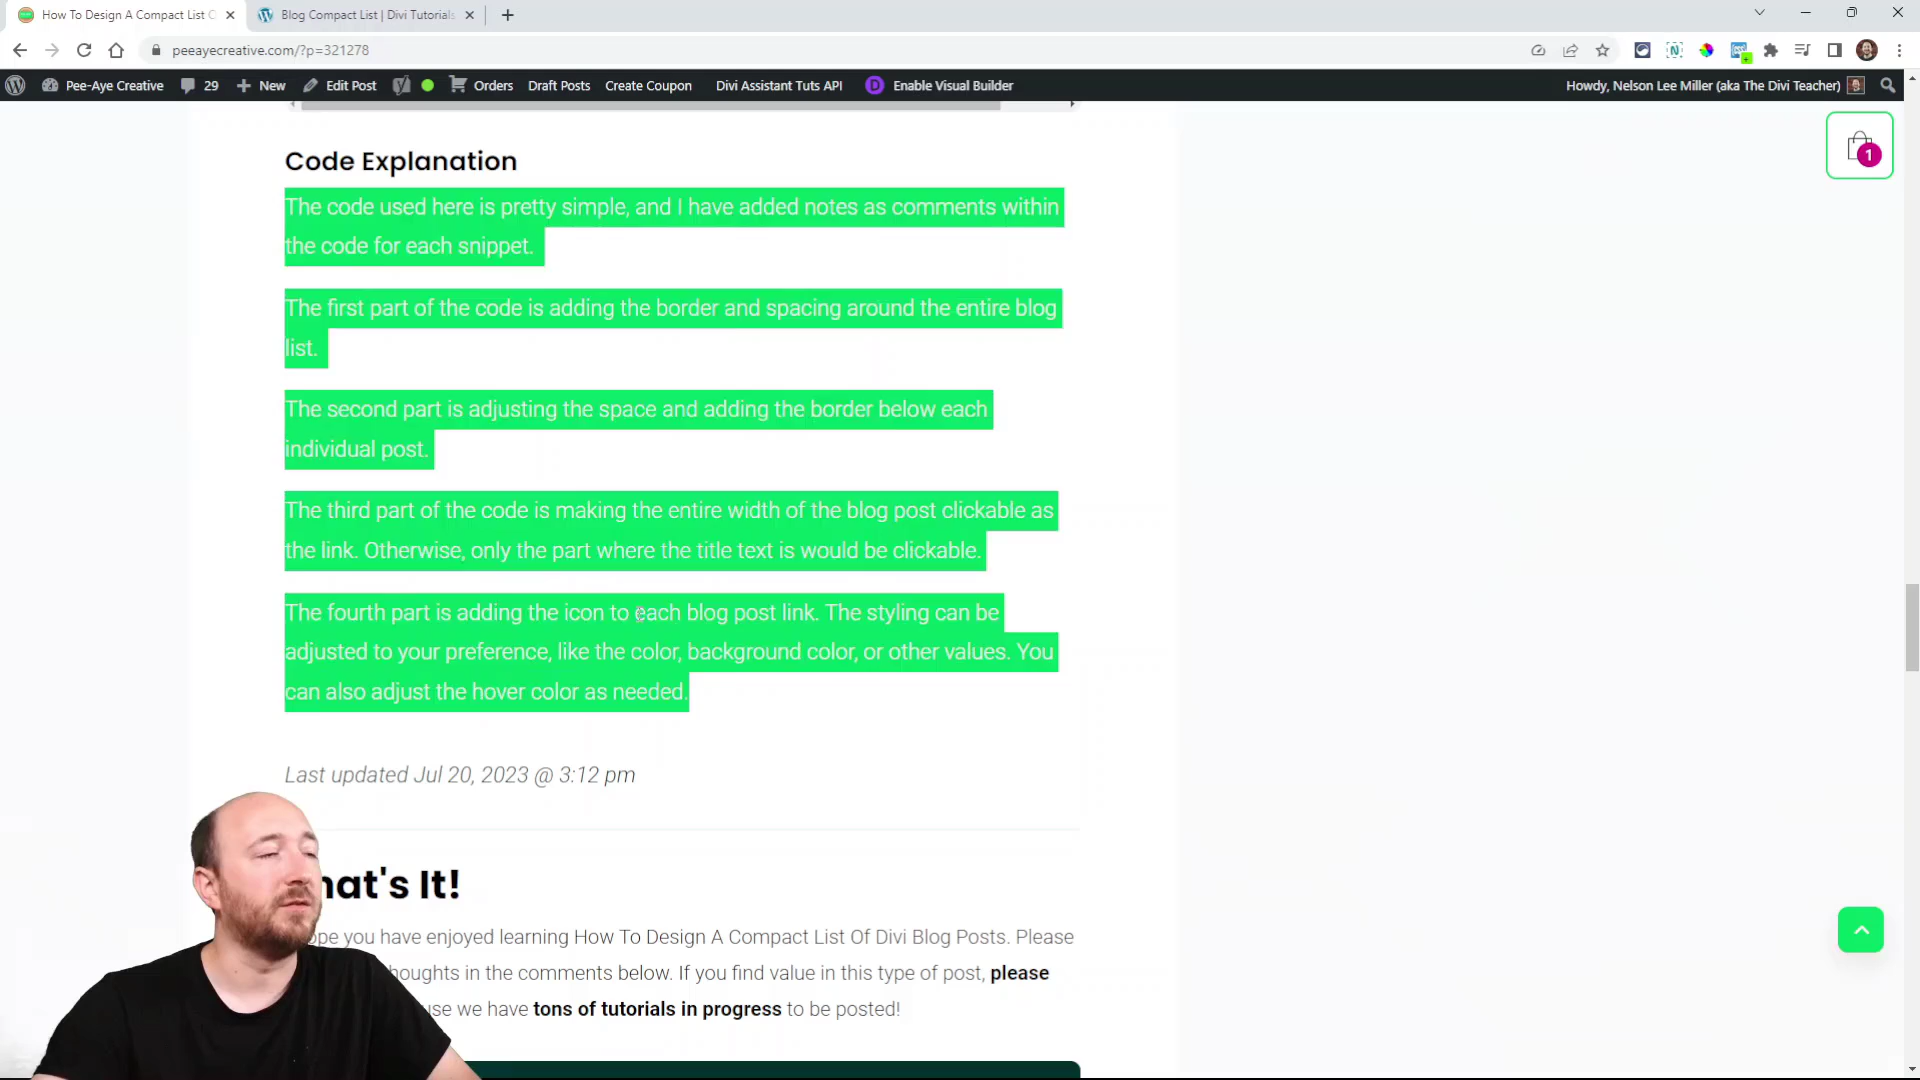 How To Design A Compact List O
Blog Compact List | Divi Tutorials
peeayecreative.com/?p=321278
Pee-Aye Creative 29 New Edit Post Orders Draft Posts Create Coupon Divi Assistant Tuts API Enable Visual Builder Howdy, Nelson Lee Miller (aka The Divi Teacher)
1
Code Explanation
The code used here is pretty simple, and I have added notes as comments within
the code for each snippet.
The first part of the code is adding the border and spacing around the entire blog
list.
The second part is adjusting the space and adding the border below each
individual post.
The third part of the code is making the entire width of the blog post clickable as
the link. Otherwise, only the part where the title text is would be clickable.
The fourth part is adding the icon to each blog post link. The styling can be
adjusted to your preference, like the color, background color, or other values. You
can also adjust the hover color as needed.
Last updated Jul 20, 2023 @ 3:12 pm
hat's It!
ope you have enjoyed learning How To Design A Compact List Of Divi Blog Posts. Please
houghts in the comments below. If you find value in this type of post, please
use we have tons of tutorials in progress to be posted!